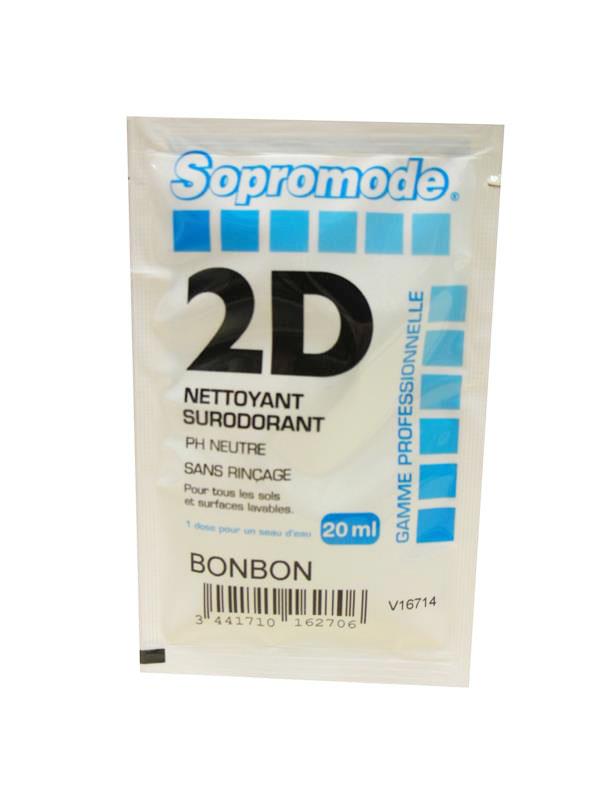 Sopromode®
2D
NETTOYANT
SURODORANT
PH NEUTRE
SANS RINÇAGE
Pour tous les sols
et surfaces lavables.
1 dose pour un seau d'eau
20 ml
GAMME PROFESSIONNELLE
BONBON
V16714
3 441710 162706